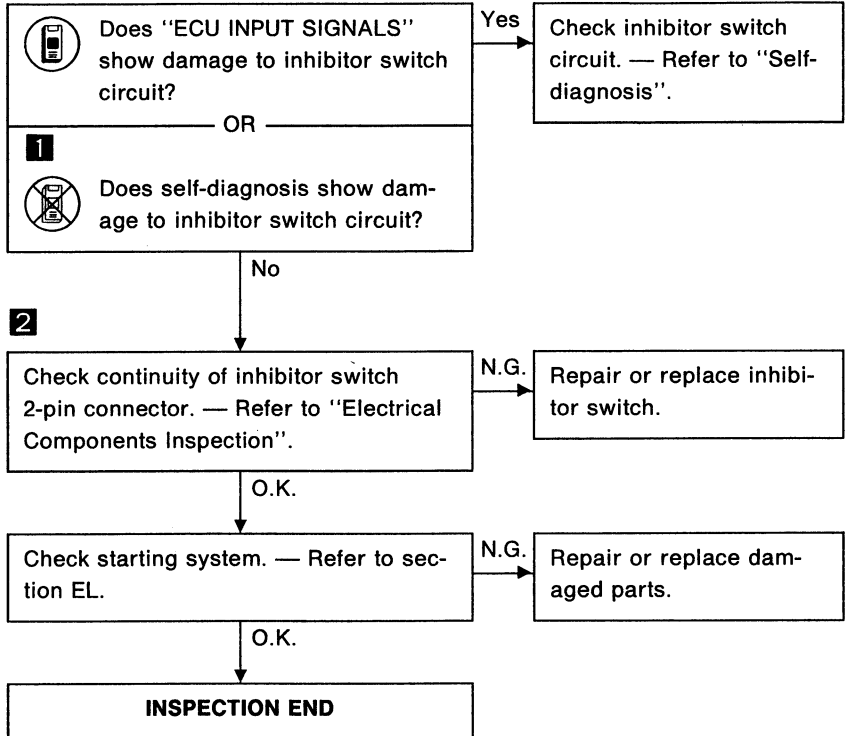 Does "ECU INPUT SIGNALS"
show damage to inhibitor switch
circuit?
Yes
Check inhibitor switch
circuit. — Refer to "Self-
diagnosis".
OR
1
Does self-diagnosis show dam-
age to inhibitor switch circuit?
No
2
Check continuity of inhibitor switch
2-pin connector. — Refer to "Electrical
Components Inspection".
N.G.
Repair or replace inhibi-
tor switch.
O.K.
Check starting system. — Refer to sec-
tion EL.
N.G.
Repair or replace dam-
aged parts.
O.K.
INSPECTION END